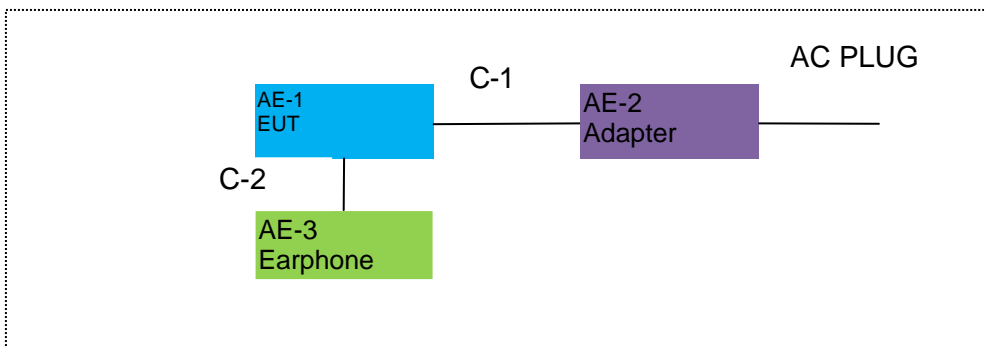 AC PLUG
C-1
AE-1
EUT
AE-2
Adapter
C-2
AE-3
Earphone